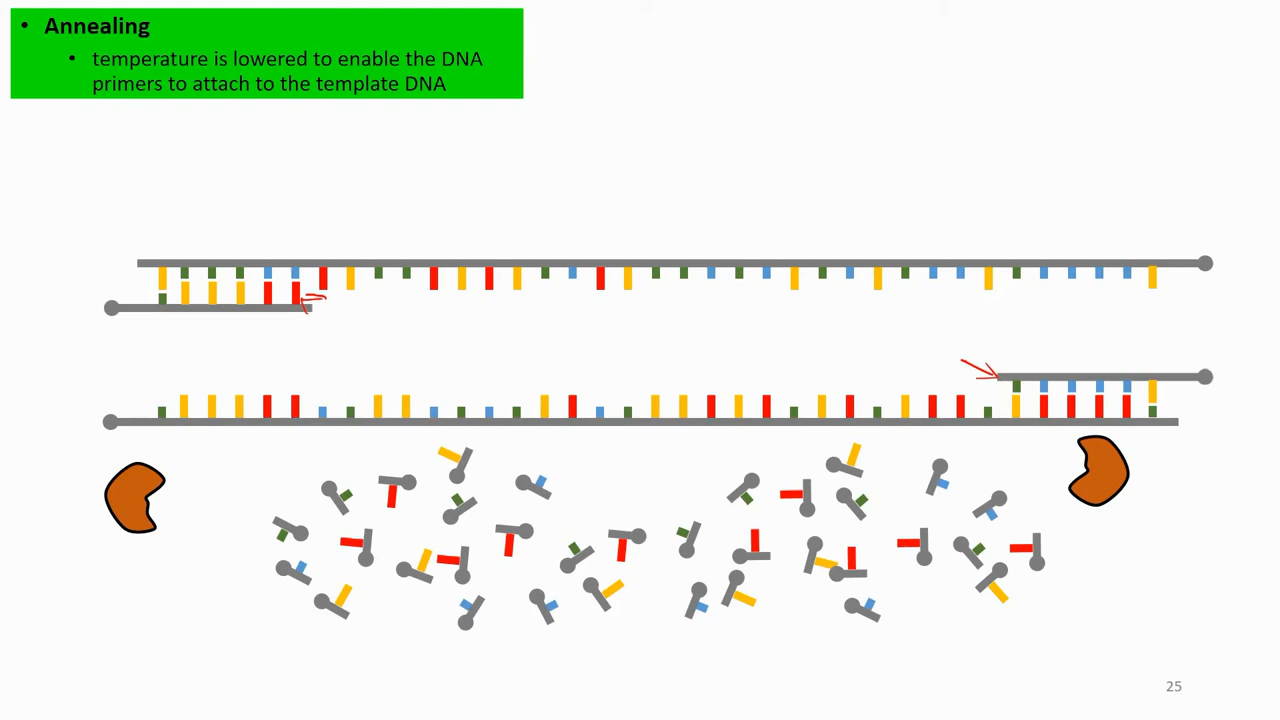 • Annealing
• temperature is lowered to enable the DNA
primers to attach to the template DNA
25